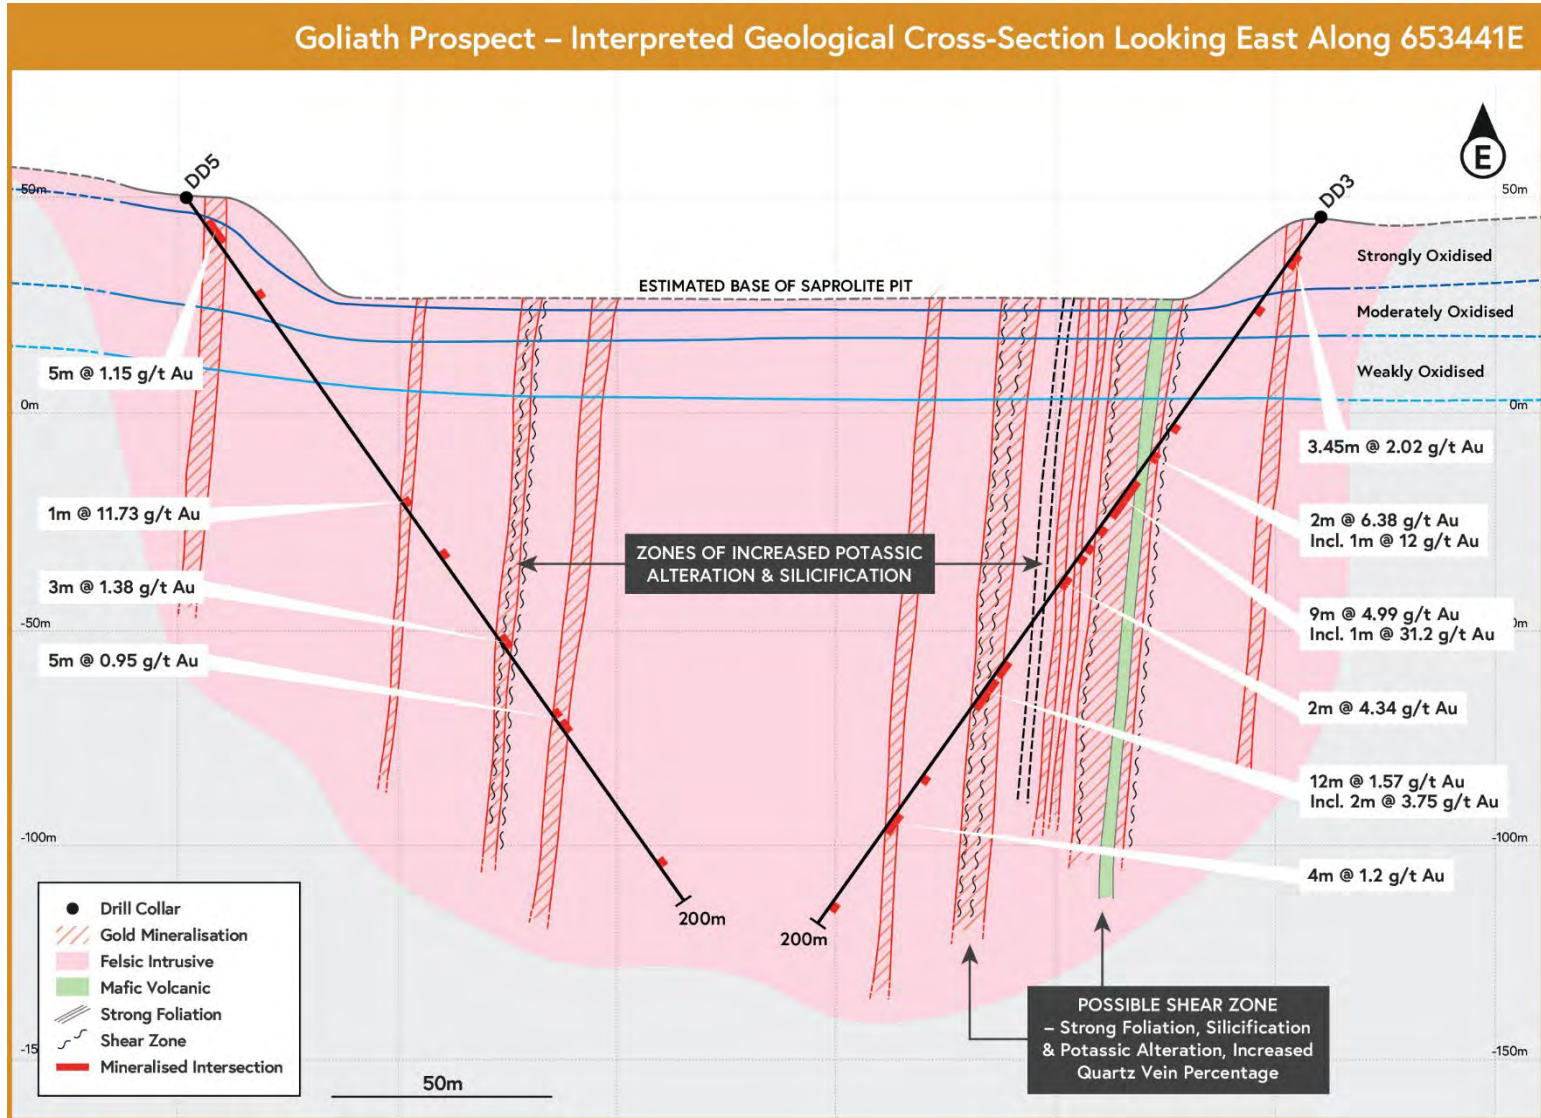 Goliath Prospect – Interpreted Geological Cross-Section Looking East Along 653441E
E
DD5
DD3
50m
50m
ESTIMATED BASE OF SAPROLITE PIT
Strongly Oxidised
Moderately Oxidised
Weakly Oxidised
5m @ 1.15 g/t Au
0m
0m
3.45m @ 2.02 g/t Au
1m @ 11.73 g/t Au
2m @ 6.38 g/t Au
Incl. 1m @ 12 g/t Au
ZONES OF INCREASED POTASSIC
ALTERATION & SILICIFICATION
3m @ 1.38 g/t Au
9m @ 4.99 g/t Au
Incl. 1m @ 31.2 g/t Au
-50m
5m @ 0.95 g/t Au
2m @ 4.34 g/t Au
12m @ 1.57 g/t Au
Incl. 2m @ 3.75 g/t Au
-100m
-100m
4m @ 1.2 g/t Au
200m
200m
Drill Collar
Gold Mineralisation
Felsic Intrusive
Mafic Volcanic
Strong Foliation
Shear Zone
Mineralised Intersection
POSSIBLE SHEAR ZONE
– Strong Foliation, Silicification
& Potassic Alteration, Increased
Quartz Vein Percentage
-150m
50m